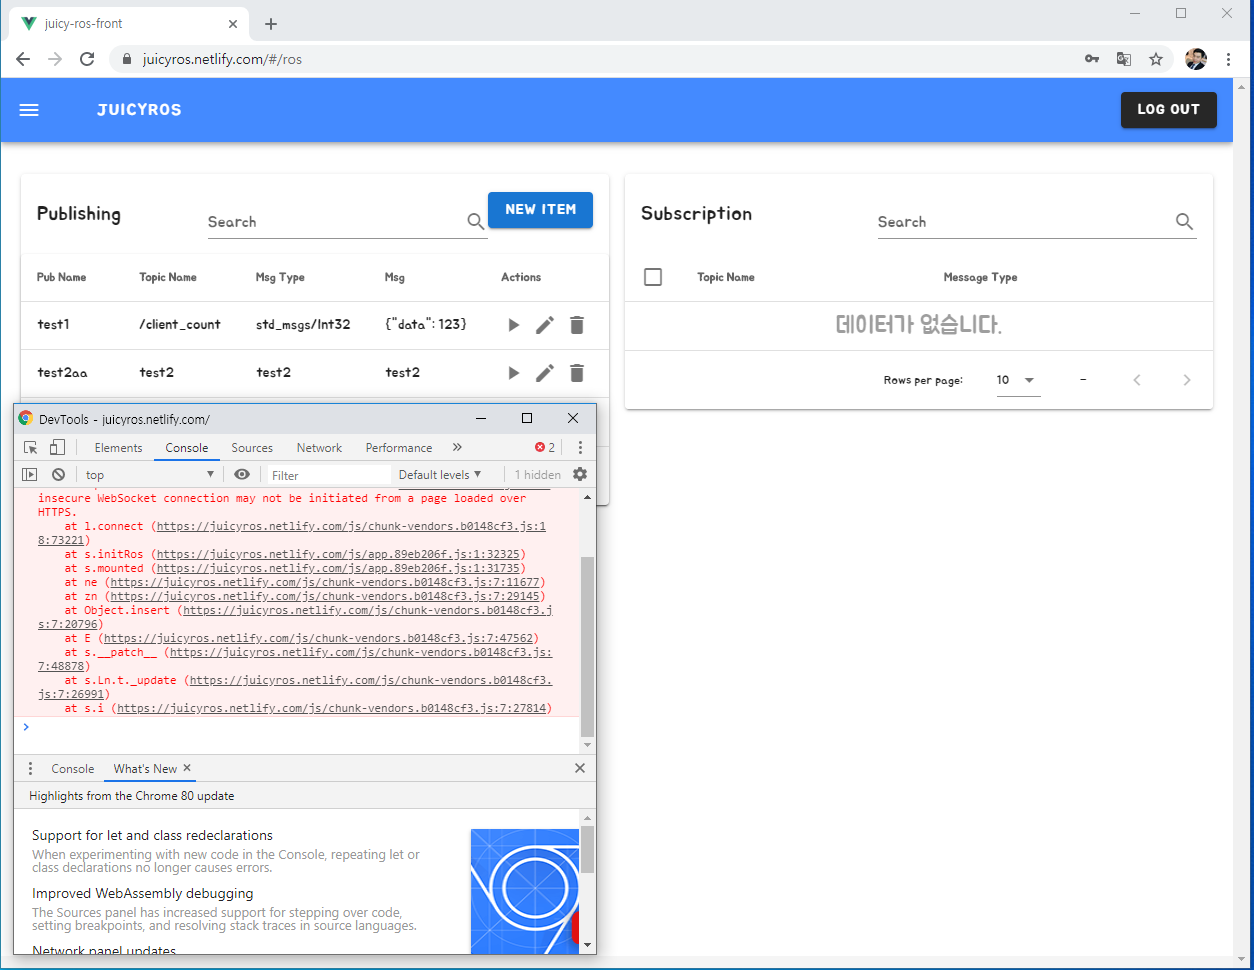 juicy-ros-front
juicyros.netlify.com/#/ros
JUICYROS
LOG OUT
Publishing
Search
NEW ITEM
Pub Name Topic Name Msg Type Msg Actions
test1 /client_count std_msgs/Int32 {"data": 123}
test2aa test2 test2 test2
Subscription
Search
Topic Name Message Type
데이터가 없습니다.
Rows per page: 10 –
DevTools - juicyros.netlify.com/
Elements Console Sources Network Performance » 2
top Filter Default levels 1 hidden
insecure WebSocket connection may not be initiated from a page loaded over
HTTPS.
at l.connect (https://juicyros.netlify.com/js/chunk-vendors.b0148cf3.js:1
8:73221)
at s.initRos (https://juicyros.netlify.com/js/app.89eb206f.js:1:32325)
at s.mounted (https://juicyros.netlify.com/js/app.89eb206f.js:1:31735)
at ne (https://juicyros.netlify.com/js/chunk-vendors.b0148cf3.js:7:11677)
at zn (https://juicyros.netlify.com/js/chunk-vendors.b0148cf3.js:7:29145)
at Object.insert (https://juicyros.netlify.com/js/chunk-vendors.b0148cf3.j
s:7:20796)
at E (https://juicyros.netlify.com/js/chunk-vendors.b0148cf3.js:7:47562)
at s.__patch__ (https://juicyros.netlify.com/js/chunk-vendors.b0148cf3.js:
7:48878)
at s.Ln.t._update (https://juicyros.netlify.com/js/chunk-vendors.b0148cf3.
js:7:26991)
at s.i (https://juicyros.netlify.com/js/chunk-vendors.b0148cf3.js:7:27814)
>
Console What's New
Highlights from the Chrome 80 update
Support for let and class redeclarations
When experimenting with new code in the Console, repeating let or
class declarations no longer causes errors.
Improved WebAssembly debugging
The Sources panel has increased support for stepping over code,
setting breakpoints, and resolving stack traces in source languages.
Network panel updates